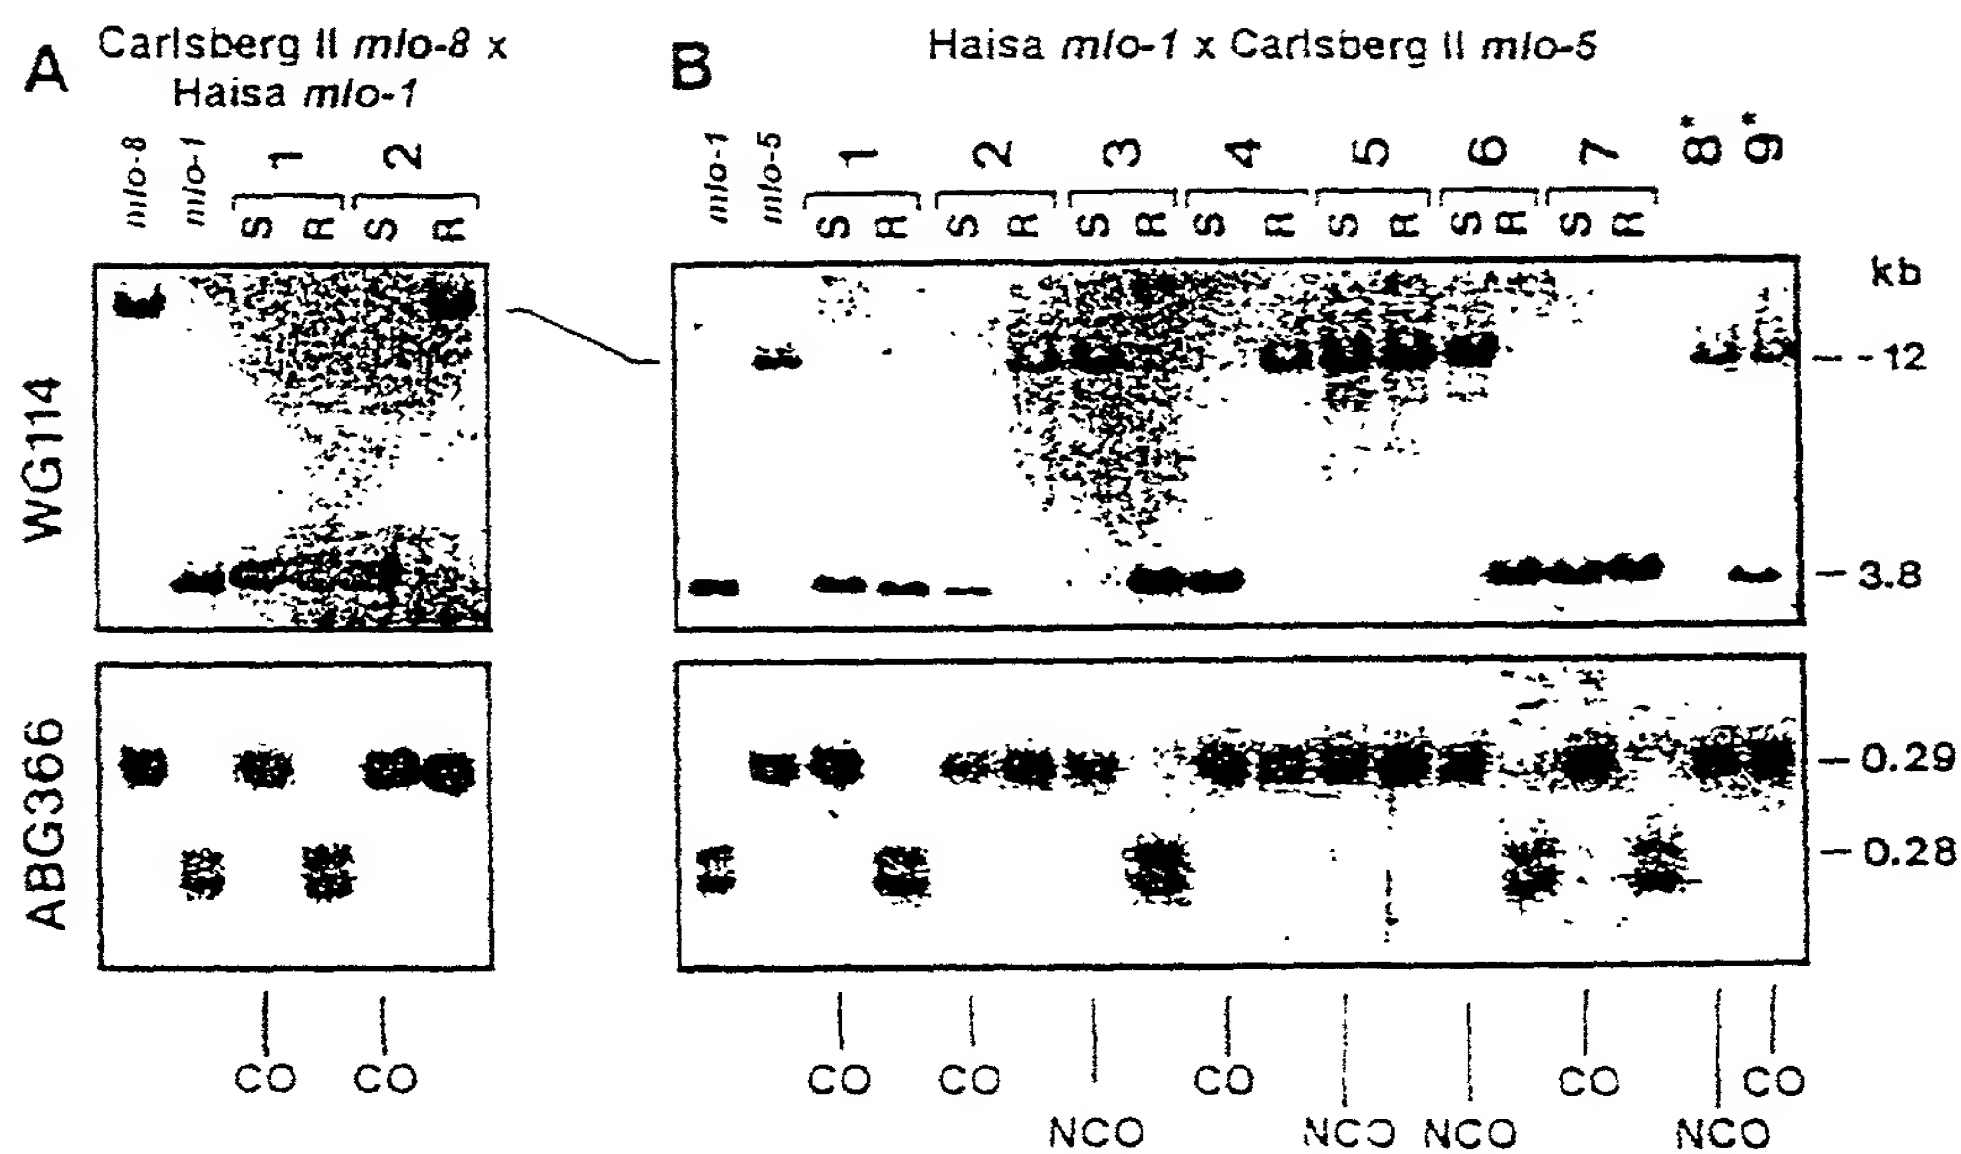 A
Carlsberg II mlo-8 x
Haisa mlo-1
B
Haisa mlo-1 x Carlsberg II mlo-5
mlo-8 mlo-1 1 2
S R S R
mlo-1 mlo-5 1 2 3 4 5 6 7 8* 9*
S R S R S R S R S R S R S R
kb
WG114
-12
3.8
ABG366
0.29
0.28
CO CO
CO CO NCO CO NCO NCO CO NCO CO